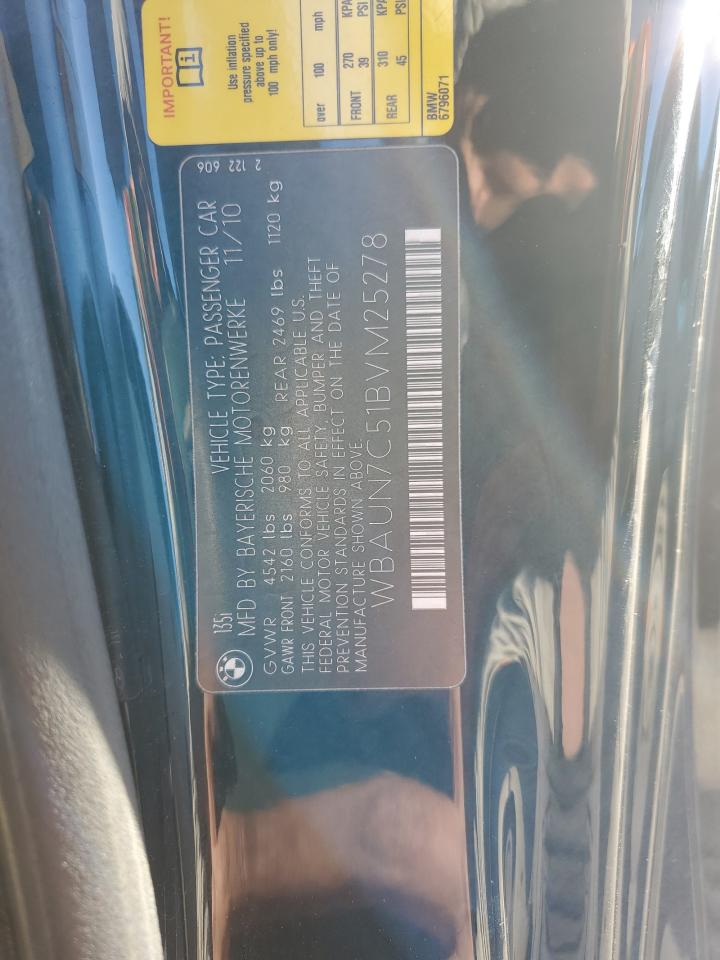 135i VEHICLE TYPE: PASSENGER CAR
MFD BY BAYERISCHE MOTORENWERKE 11/10
2 122 606
GVWR 4542 lbs 2060 kg
GAWR FRONT 2160 lbs 980 kg REAR 2469 lbs 1120 kg
THIS VEHICLE CONFORMS TO ALL APPLICABLE U.S.
FEDERAL MOTOR VEHICLE SAFETY, BUMPER AND THEFT
PREVENTION STANDARDS IN EFFECT ON THE DATE OF
MANUFACTURE SHOWN ABOVE.
WBAUN7C51BVM25278
IMPORTANT!
Use inflation
pressure specified
above up to
100 mph only!
over 100 mph
FRONT 270 KPA
39 PSI
REAR 310 KPA
45 PSI
BMW
6796071